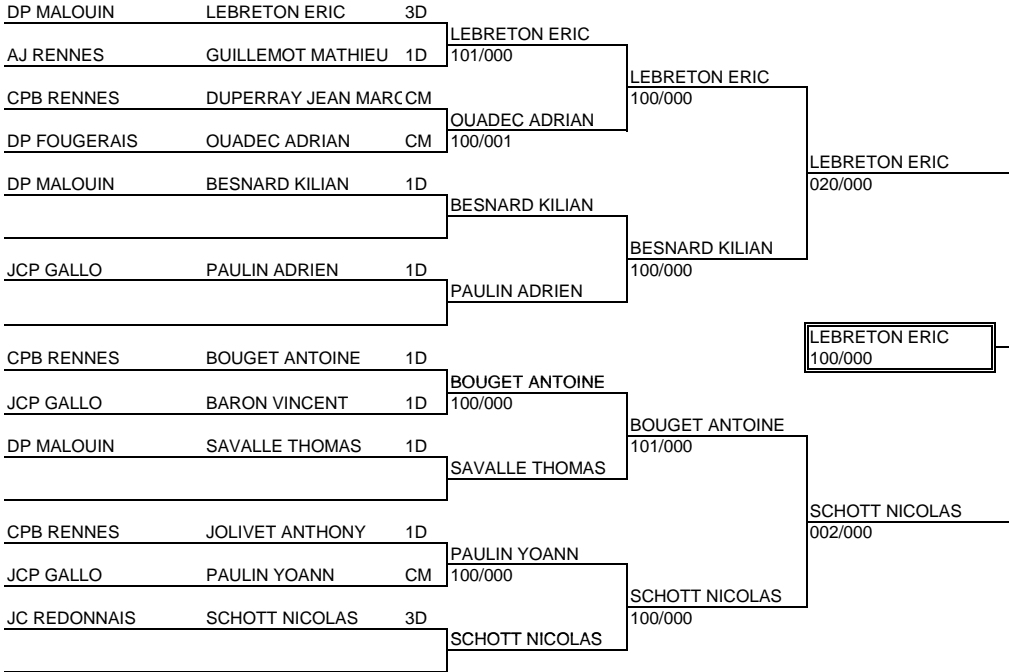 DP MALOUIN LEBRETON ERIC 3D
LEBRETON ERIC
AJ RENNES GUILLEMOT MATHIEU 1D 101/000
LEBRETON ERIC
CPB RENNES DUPERRAY JEAN MARC CM 100/000
OUADEC ADRIAN
DP FOUGERAIS OUADEC ADRIAN CM 100/001
LEBRETON ERIC
DP MALOUIN BESNARD KILIAN 1D 020/000
BESNARD KILIAN
BESNARD KILIAN
JCP GALLO PAULIN ADRIEN 1D 100/000
PAULIN ADRIEN
LEBRETON ERIC
CPB RENNES BOUGET ANTOINE 1D 100/000
BOUGET ANTOINE
JCP GALLO BARON VINCENT 1D 100/000
BOUGET ANTOINE
DP MALOUIN SAVALLE THOMAS 1D 101/000
SAVALLE THOMAS
SCHOTT NICOLAS
CPB RENNES JOLIVET ANTHONY 1D 002/000
PAULIN YOANN
JCP GALLO PAULIN YOANN CM 100/000
SCHOTT NICOLAS
JC REDONNAIS SCHOTT NICOLAS 3D 100/000
SCHOTT NICOLAS